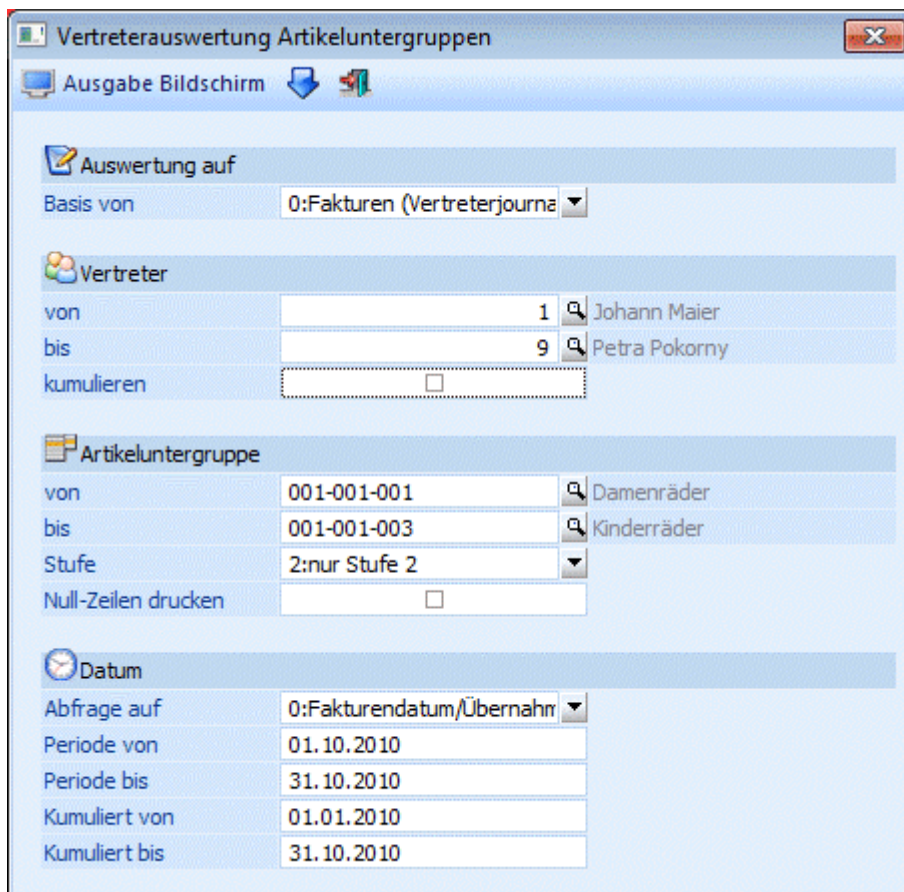 Vertreterauswertung Artikeluntergruppen
Ausgabe Bildschirm
Auswertung auf
Basis von 0:Fakturen (Vertreterjourna
Vertreter
von 1 Johann Maier
bis 9 Petra Pokorny
kumulieren
Artikeluntergruppe
von 001-001-001 Damenräder
bis 001-001-003 Kinderräder
Stufe 2:nur Stufe 2
Null-Zeilen drucken
Datum
Abfrage auf 0:Fakturendatum/Übernahm
Periode von 01.10.2010
Periode bis 31.10.2010
Kumuliert von 01.01.2010
Kumuliert bis 31.10.2010